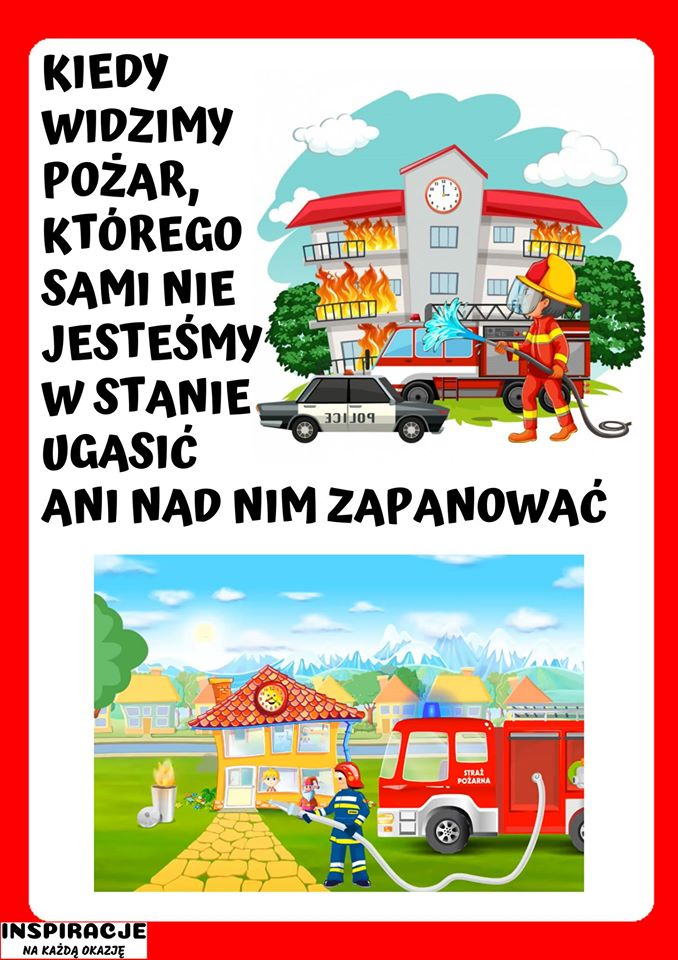 KIEDY
WIDZIMY
POŻAR,
KTÓREGO
SAMI NIE
JESTEŚMY
W STANIE
UGASIĆ
ANI NAD NIM ZAPANOWAĆ
POLICE
STRAŻ
POŻARNA
INSPIRACJE
NA KAŻDĄ OKAZJĘ